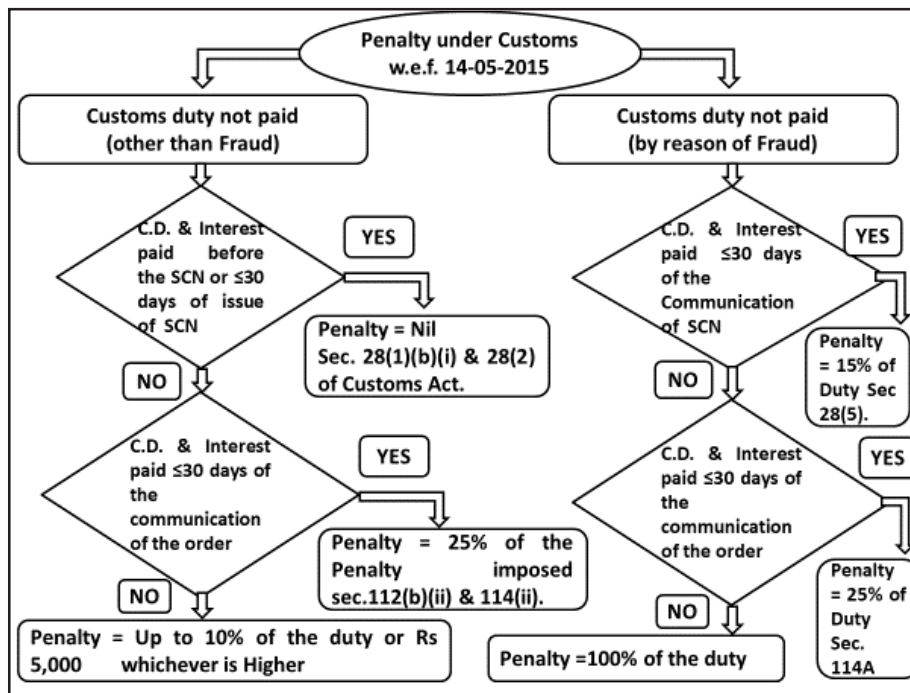 Penalty under Customs
w.e.f. 14-05-2015
Customs duty not paid
(other than Fraud)
Customs duty not paid
(by reason of Fraud)
C.D. & Interest
paid before
the SCN or ≤30
days of issue
of SCN
YES
Penalty = Nil
Sec. 28(1)(b)(i) & 28(2)
of Customs Act.
NO
C.D. & Interest
paid ≤30 days of
the
communication
of the order
YES
Penalty = 25% of the
Penalty imposed
sec.112(b)(ii) & 114(ii).
NO
Penalty = Up to 10% of the duty or Rs
5,000 whichever is Higher
C.D. & Interest
paid ≤30 days
of the
Communication
of SCN
YES
Penalty
= 15% of
Duty Sec
28(5).
NO
C.D. & Interest
paid ≤30 days of
the
communication
of the order
YES
Penalty
= 25% of
Duty
Sec.
114A
NO
Penalty =100% of the duty